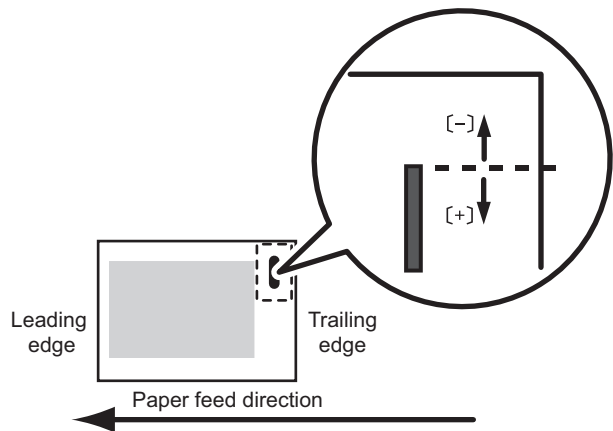 [−]
[+]
Leading
edge
Trailing
edge
Paper feed direction